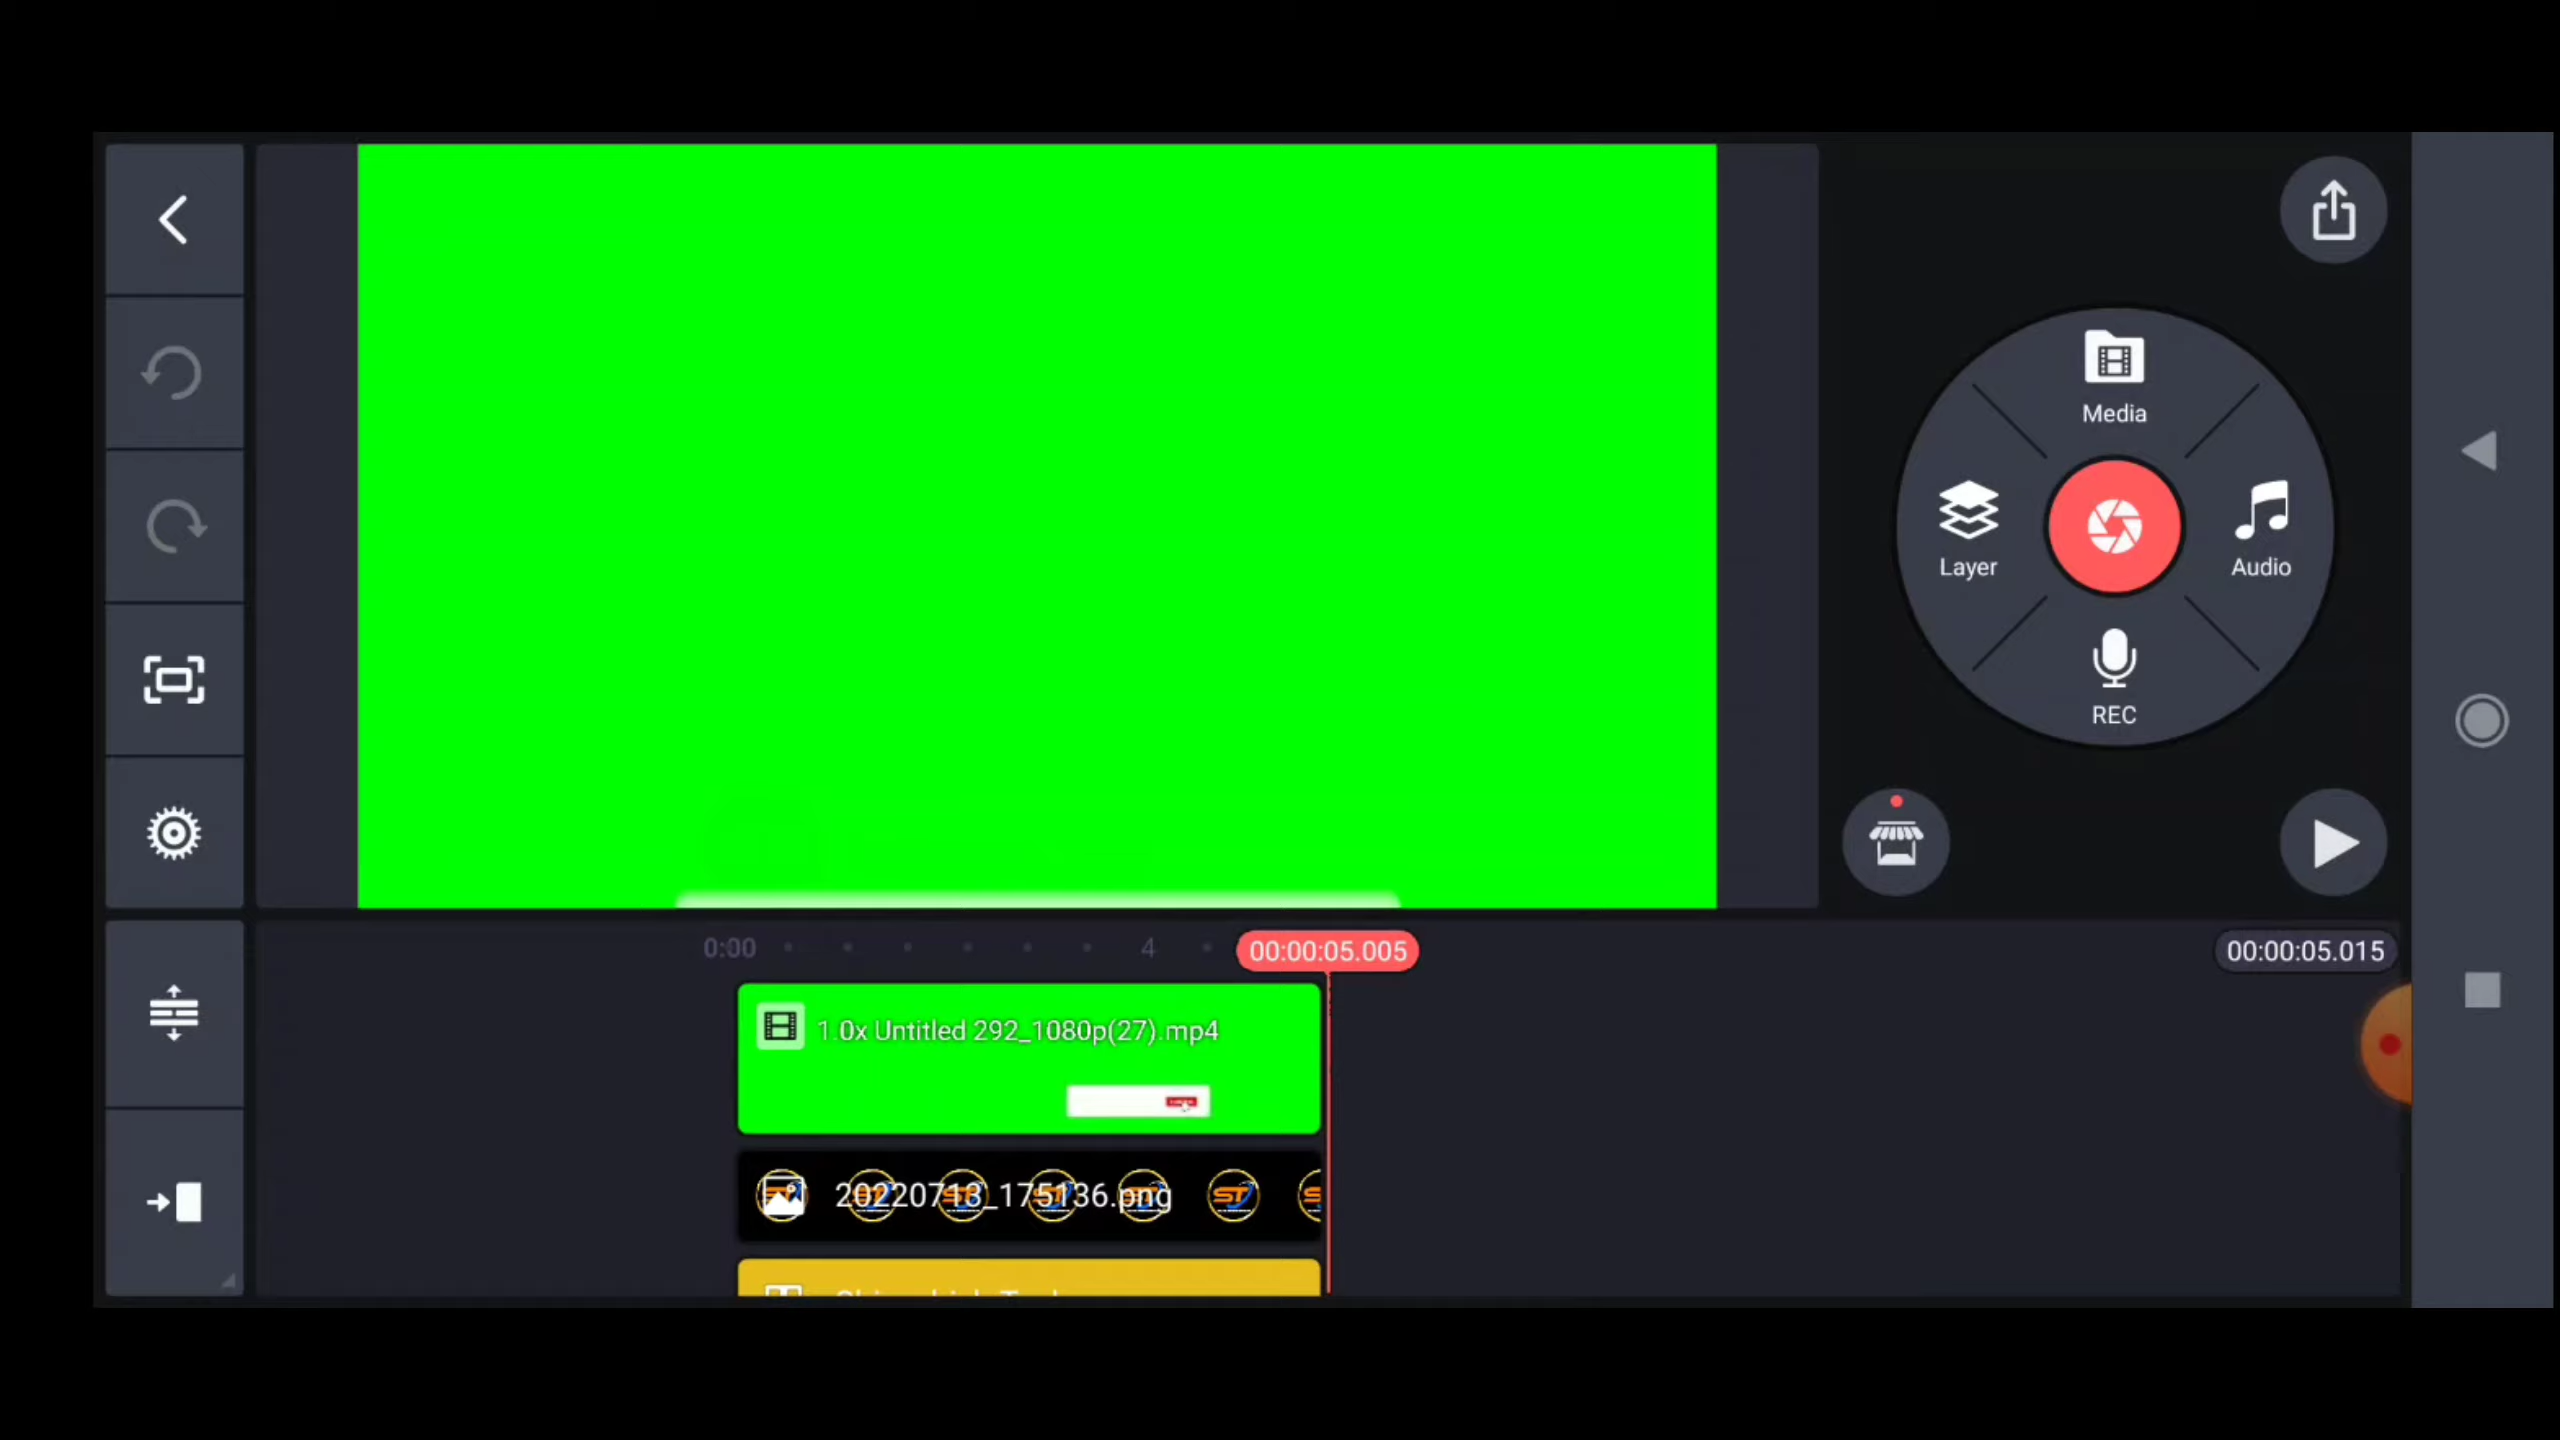 Media
Layer
Audio
REC
0:00
4
00:00:05.005
00:00:05.015
1.0x Untitled 292_1080p(27).mp4
20220713_175136.png
ST